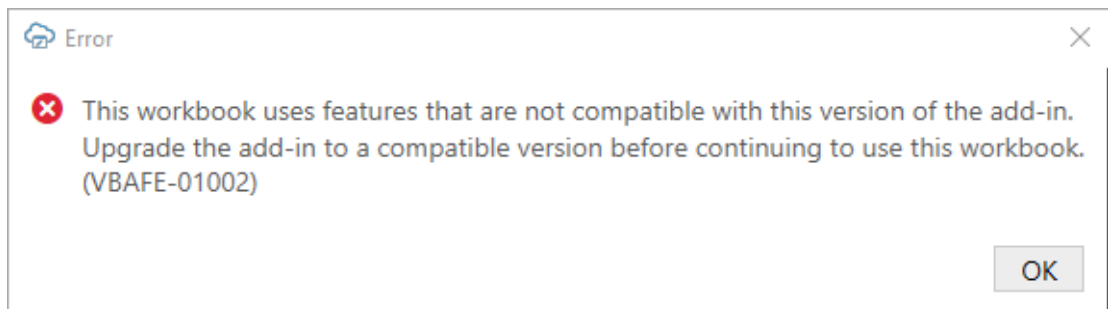 Error
This workbook uses features that are not compatible with this version of the add-in.
Upgrade the add-in to a compatible version before continuing to use this workbook.
(VBAFE-01002)
OK